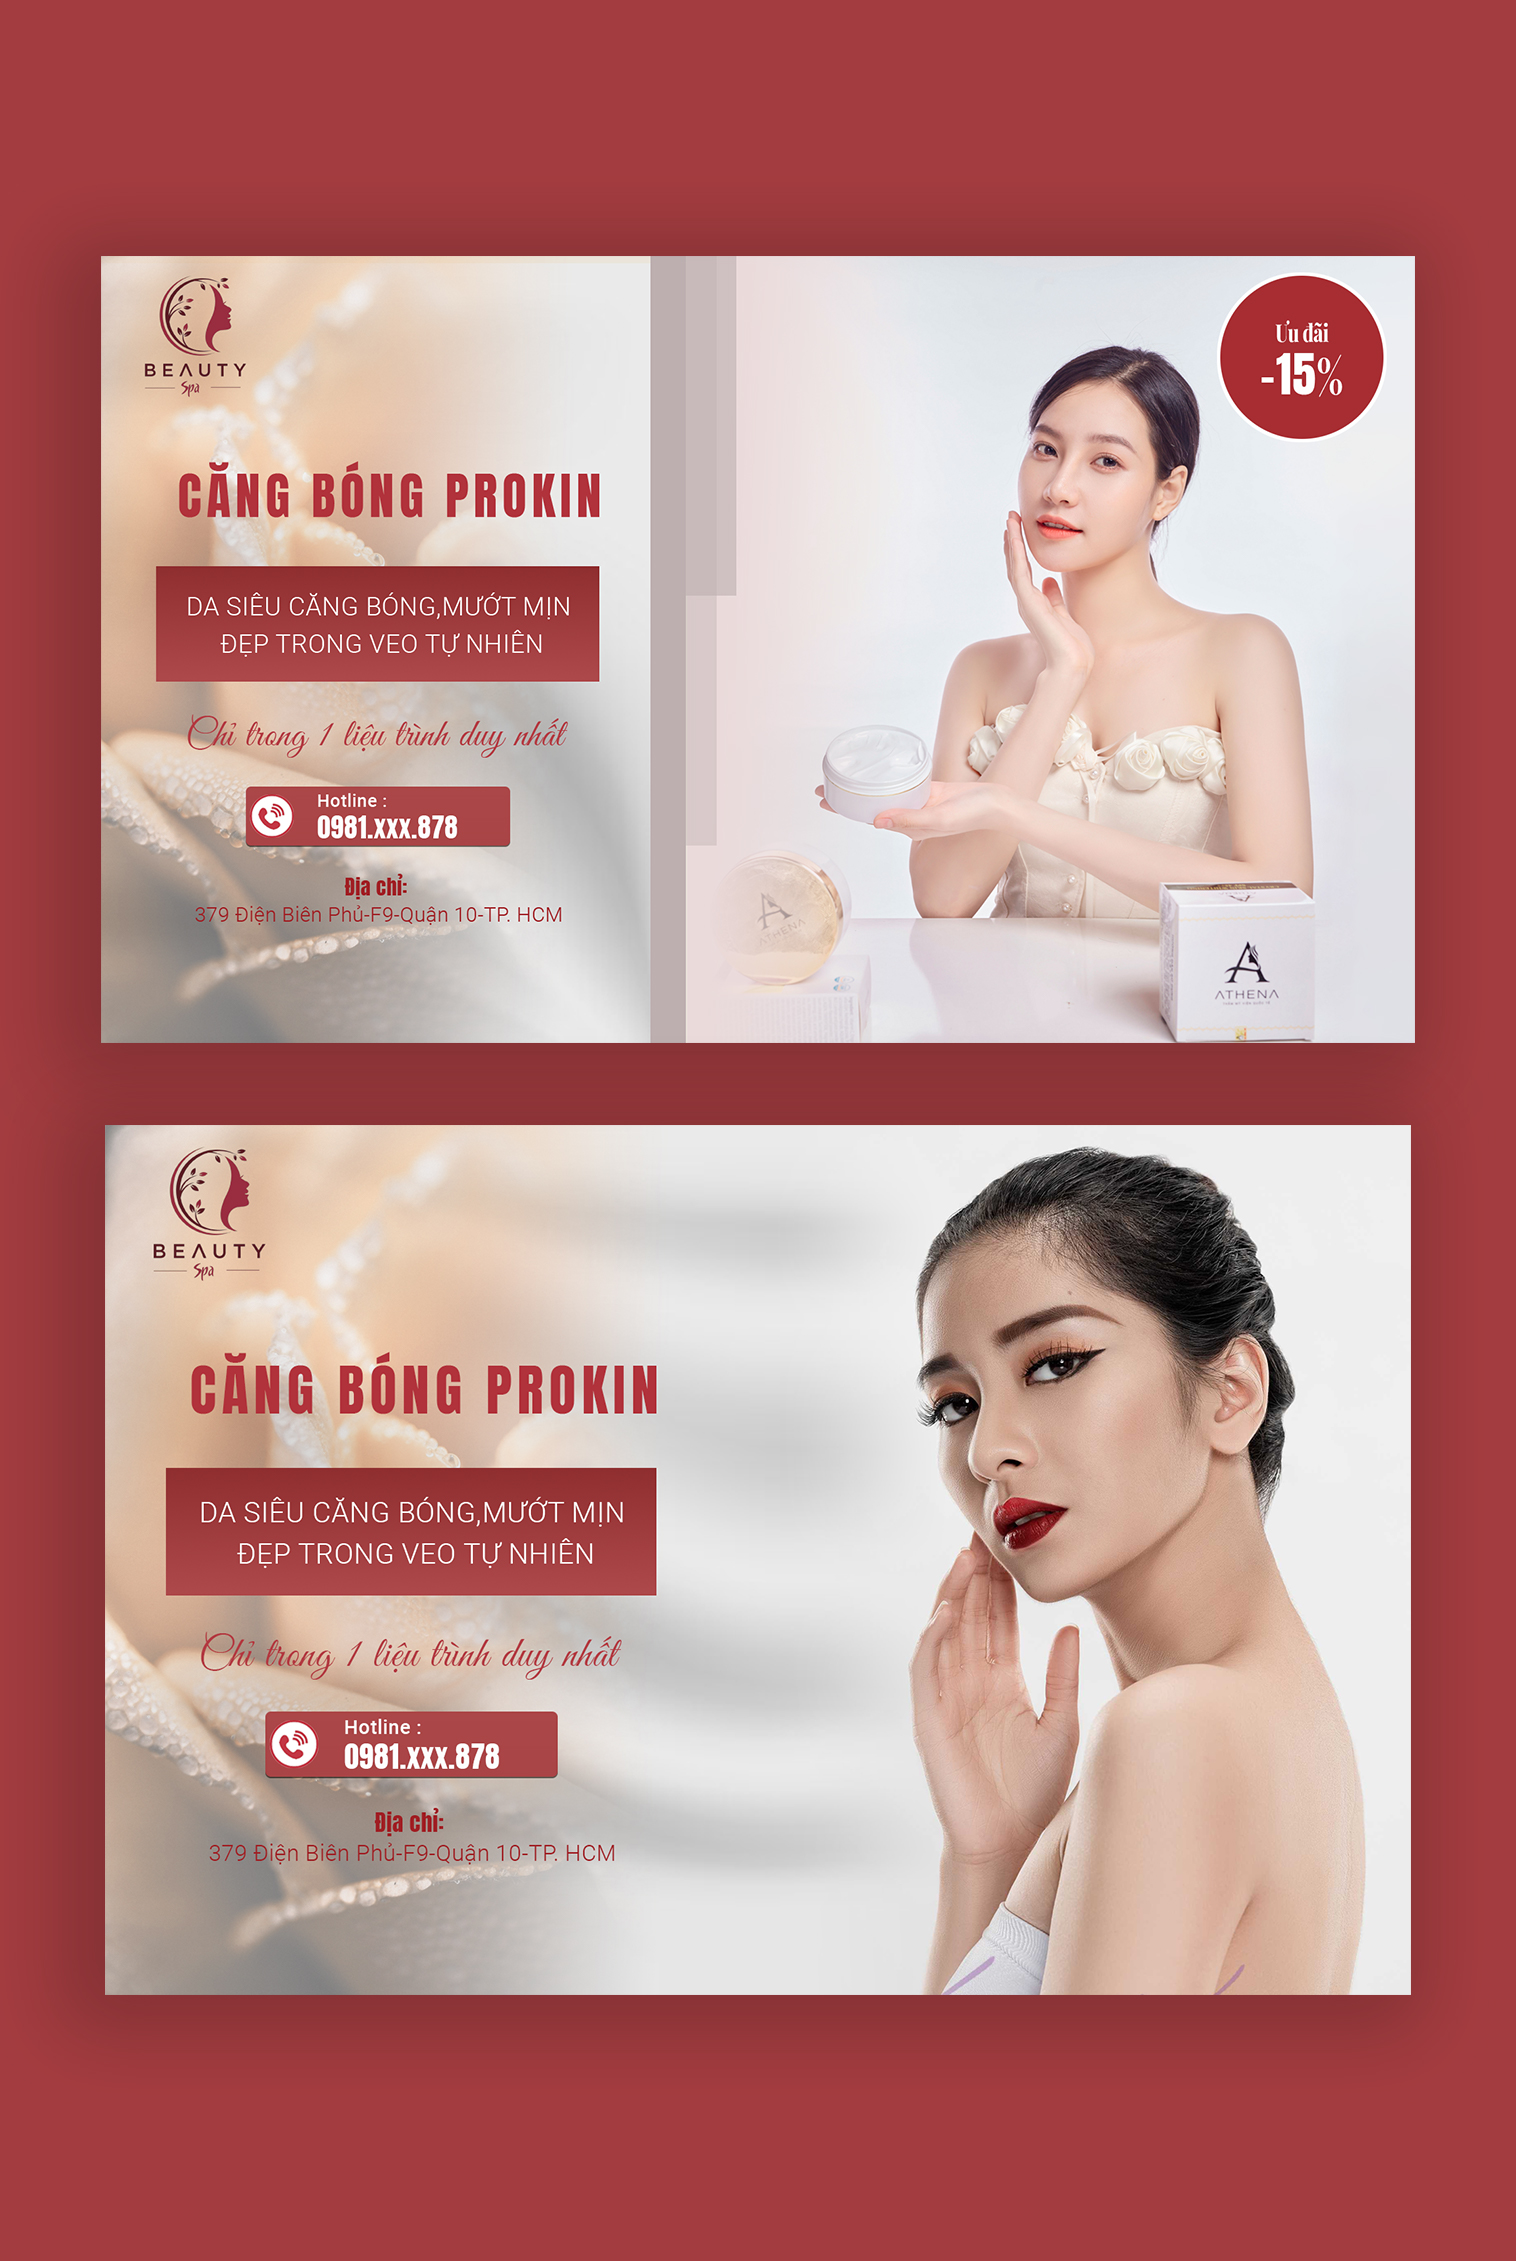 BEAUTY
Spa
CĂNG BÓNG PROKIN
DA SIÊU CĂNG BÓNG,MƯỚT MỊN
ĐẸP TRONG VEO TỰ NHIÊN
Chỉ trong 1 liệu trình duy nhất
Hotline :
0981.xxx.878
Địa chỉ:
379 Điện Biên Phủ-F9-Quận 10-TP. HCM
Ưu đãi
-15%
A
ATHENA
A
ATHENA
BEAUTY
Spa
CĂNG BÓNG PROKIN
DA SIÊU CĂNG BÓNG,MƯỚT MỊN
ĐẸP TRONG VEO TỰ NHIÊN
Chỉ trong 1 liệu trình duy nhất
Hotline :
0981.xxx.878
Địa chỉ:
379 Điện Biên Phủ-F9-Quận 10-TP. HCM